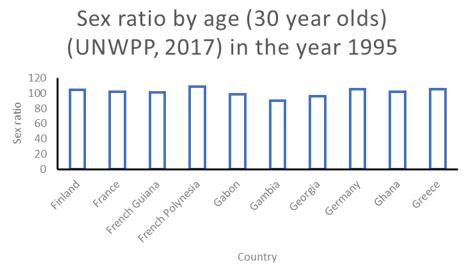 Sex ratio by age (30 year olds)
(UNWPP, 2017) in the year 1995
120
100
80
60
40
20
0
Sex ratio
Finland
France
French Guiana
French Polynesia
Gabon
Gambia
Georgia
Germany
Ghana
Greece
Country